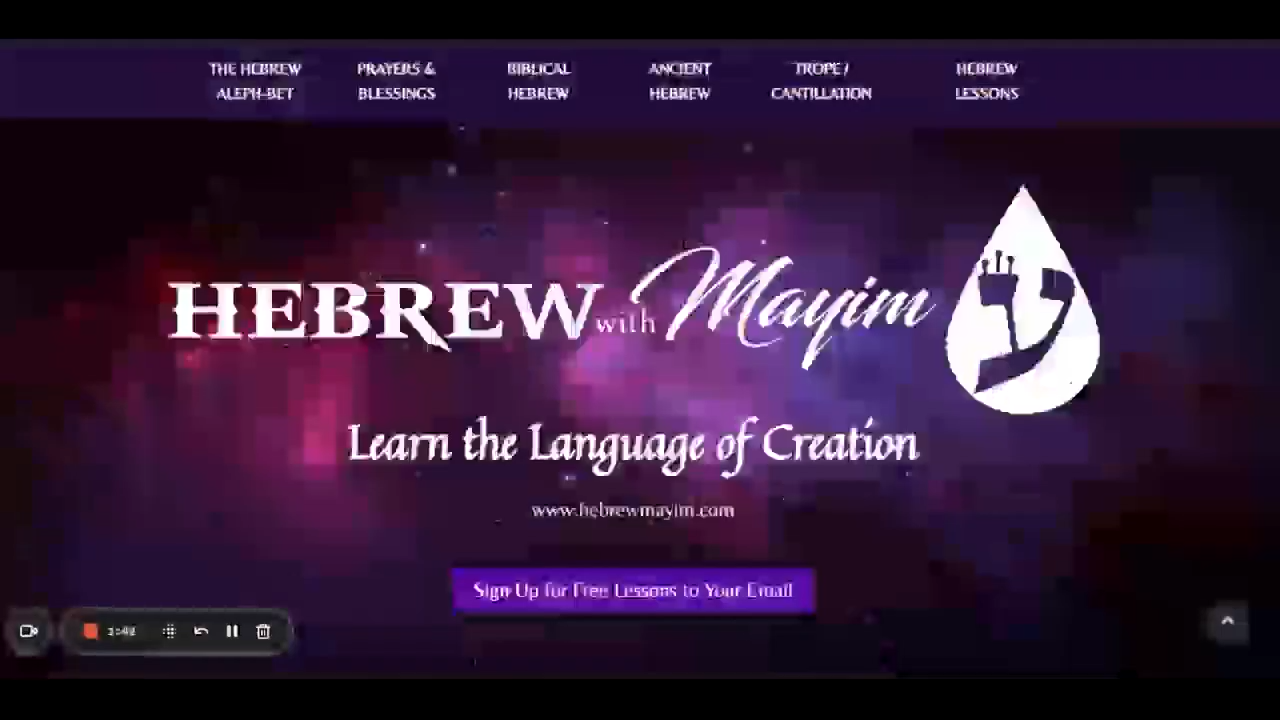 THE HEBREW ALEPH-BET
PRAYERS & BLESSINGS
BIBLICAL HEBREW
ANCIENT HEBREW
TROPE / CANTILLATION
HEBREW LESSONS
HEBREW with Mayim
ש
Learn the Language of Creation
www.hebrewmayim.com
Sign Up for Free Lessons to Your Email